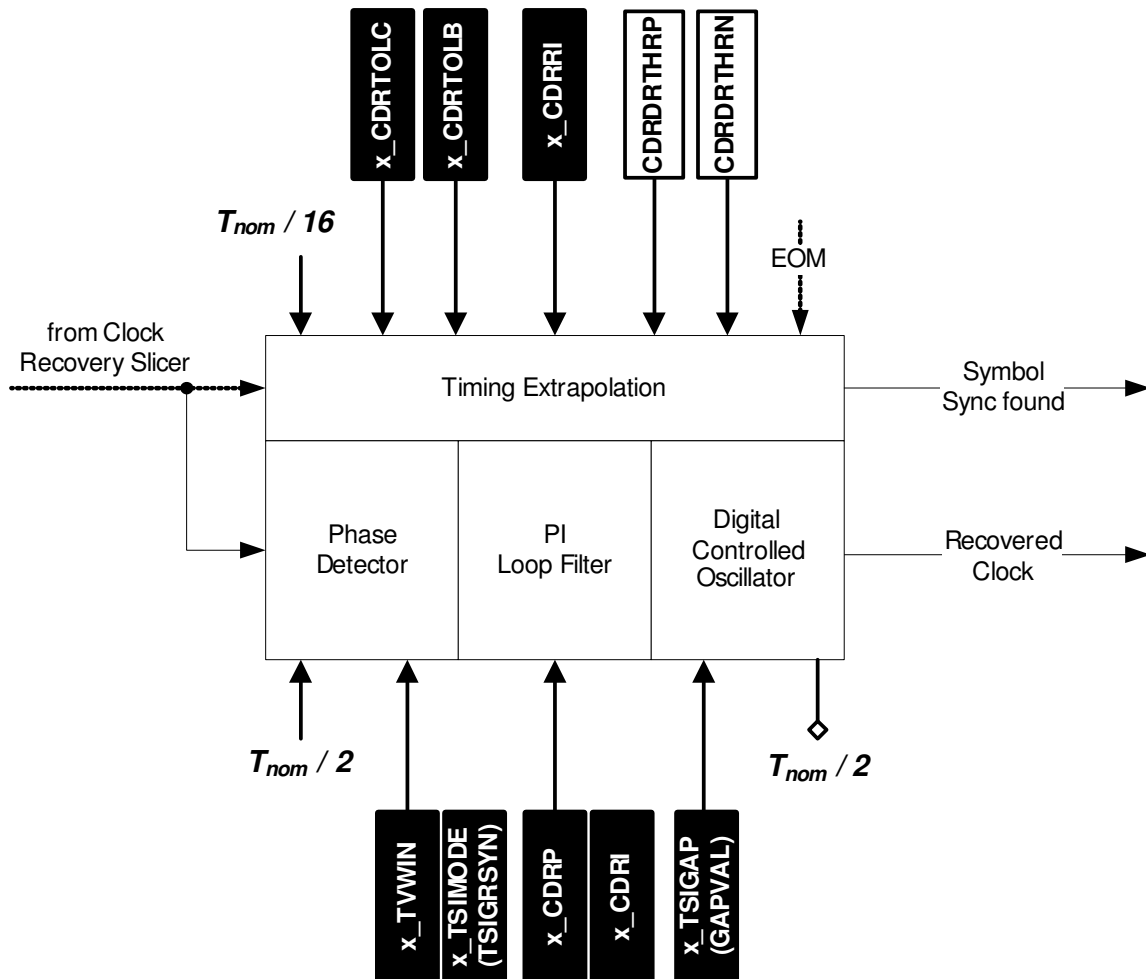 x_CDRTOLC
x_CDRTOLB
x_CDRRI
CDRDRTHRP
CDRDRTHRN
Tnom / 16
EOM
from Clock
Recovery Slicer
Timing Extrapolation
Symbol
Sync found
Phase
Detector
PI
Loop Filter
Digital
Controlled
Oscillator
Recovered
Clock
Tnom / 2
Tnom / 2
x_TVWIN
x_TSIMODE
(TSIGRSYN)
x_CDRP
x_CDRI
x_TSIGAP
(GAPVAL)